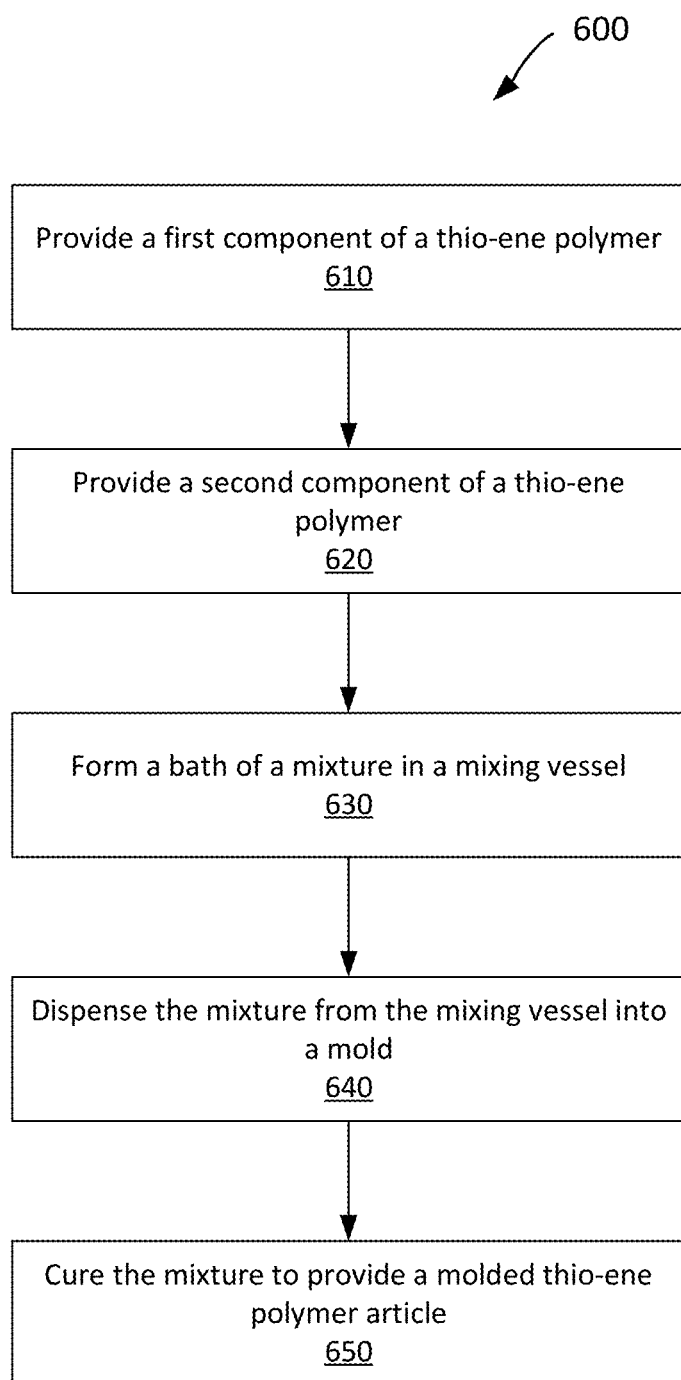 600
Provide a first component of a thio-ene polymer
610
Provide a second component of a thio-ene
polymer
620
Form a bath of a mixture in a mixing vessel
630
Dispense the mixture from the mixing vessel into
a mold
640
Cure the mixture to provide a molded thio-ene
polymer article
650